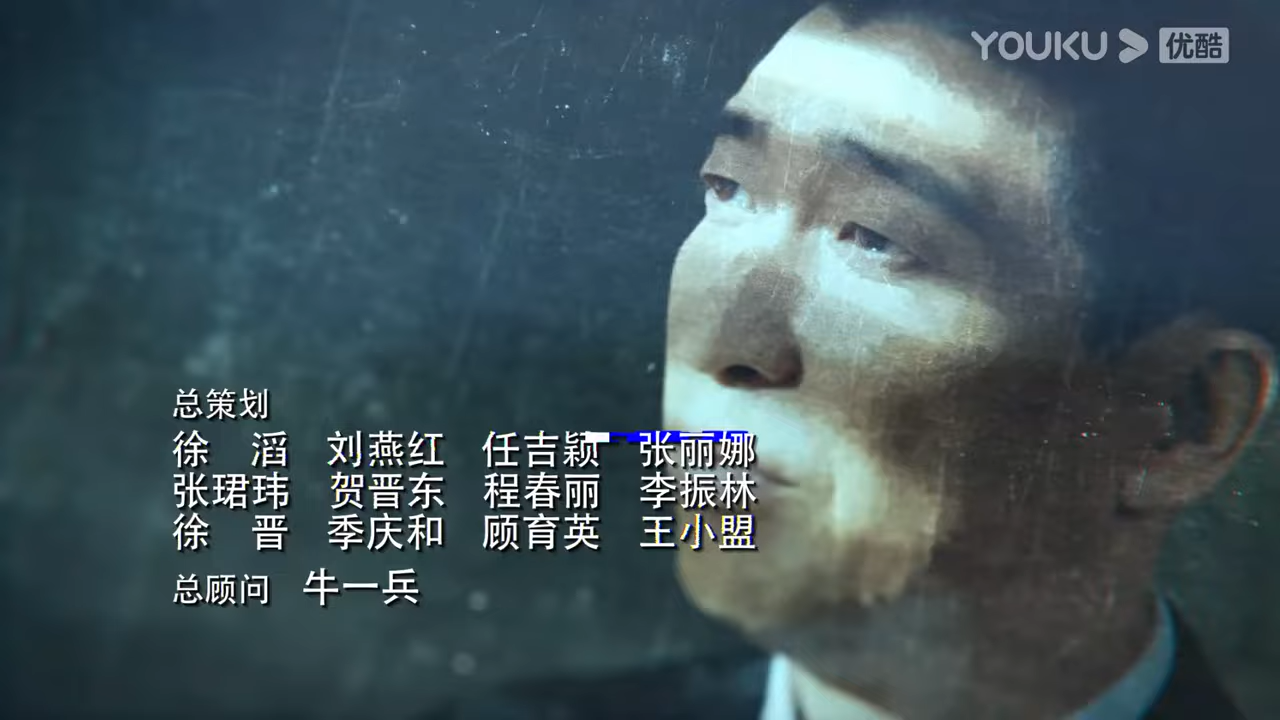 YOUKU 优酷
总策划
徐 滔 刘燕红 任吉颖 张丽娜
张珺玮 贺晋东 程春丽 李振林
徐 晋 季庆和 顾育英 王小盟
总顾问 牛一兵